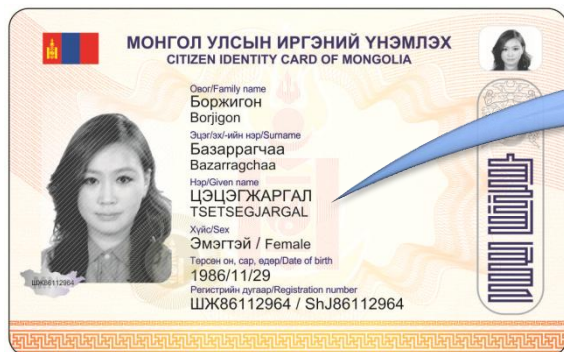 МОНГОЛ УЛСЫН ИРГЭНИЙ ҮНЭМЛЭХ
CITIZEN IDENTITY CARD OF MONGOLIA
Овог/Family name
Боржигон
Borjigon
Эцэг/эх/-ийн нэр/Surname
Базаррагчаа
Bazarragchaa
Нэр/Given name
ЦЭЦЭГЖАРГАЛ
TSETSEGJARGAL
Хүйс/Sex
Эмэгтэй / Female
Төрсөн он, сар, өдөр/Date of birth
1986/11/29
Регистрийн дугаар/Registration number
ШЖ86112964 / ShJ86112964
ШЖ86112964